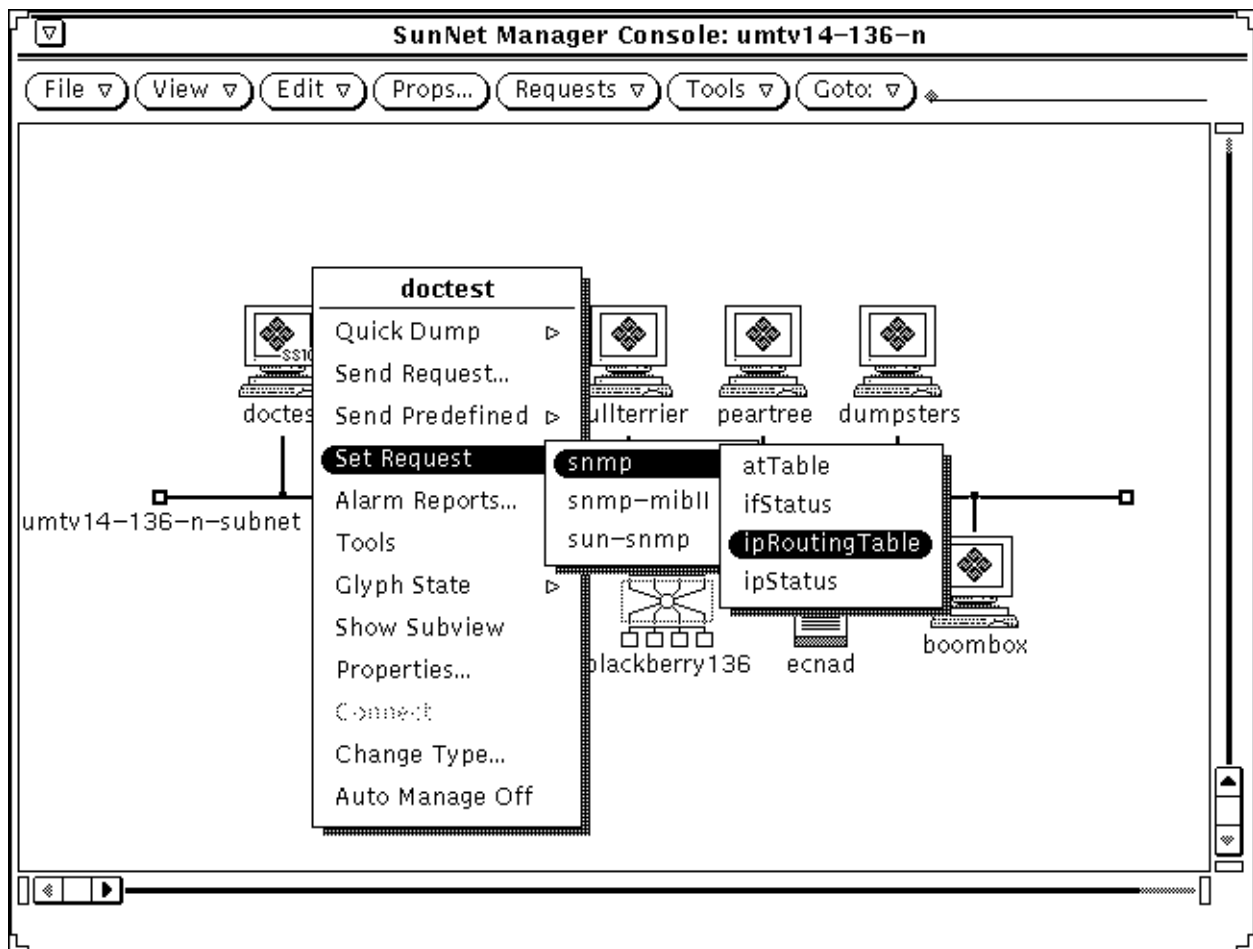 SunNet Manager Console: umtv14-136-n
File View Edit Props... Requests Tools Goto:
doctest
Quick Dump
Send Request...
Send Predefined
Set Request
Alarm Reports...
Tools
Glyph State
Show Subview
Properties...
Connect
Change Type...
Auto Manage Off
snmp
snmp-mibII
sun-snmp
atTable
ifStatus
ipRoutingTable
ipStatus
SS10
doctes
ullterrier
peartree
dumpsters
umtv14-136-n-subnet
blackberry136
ecnad
boombox